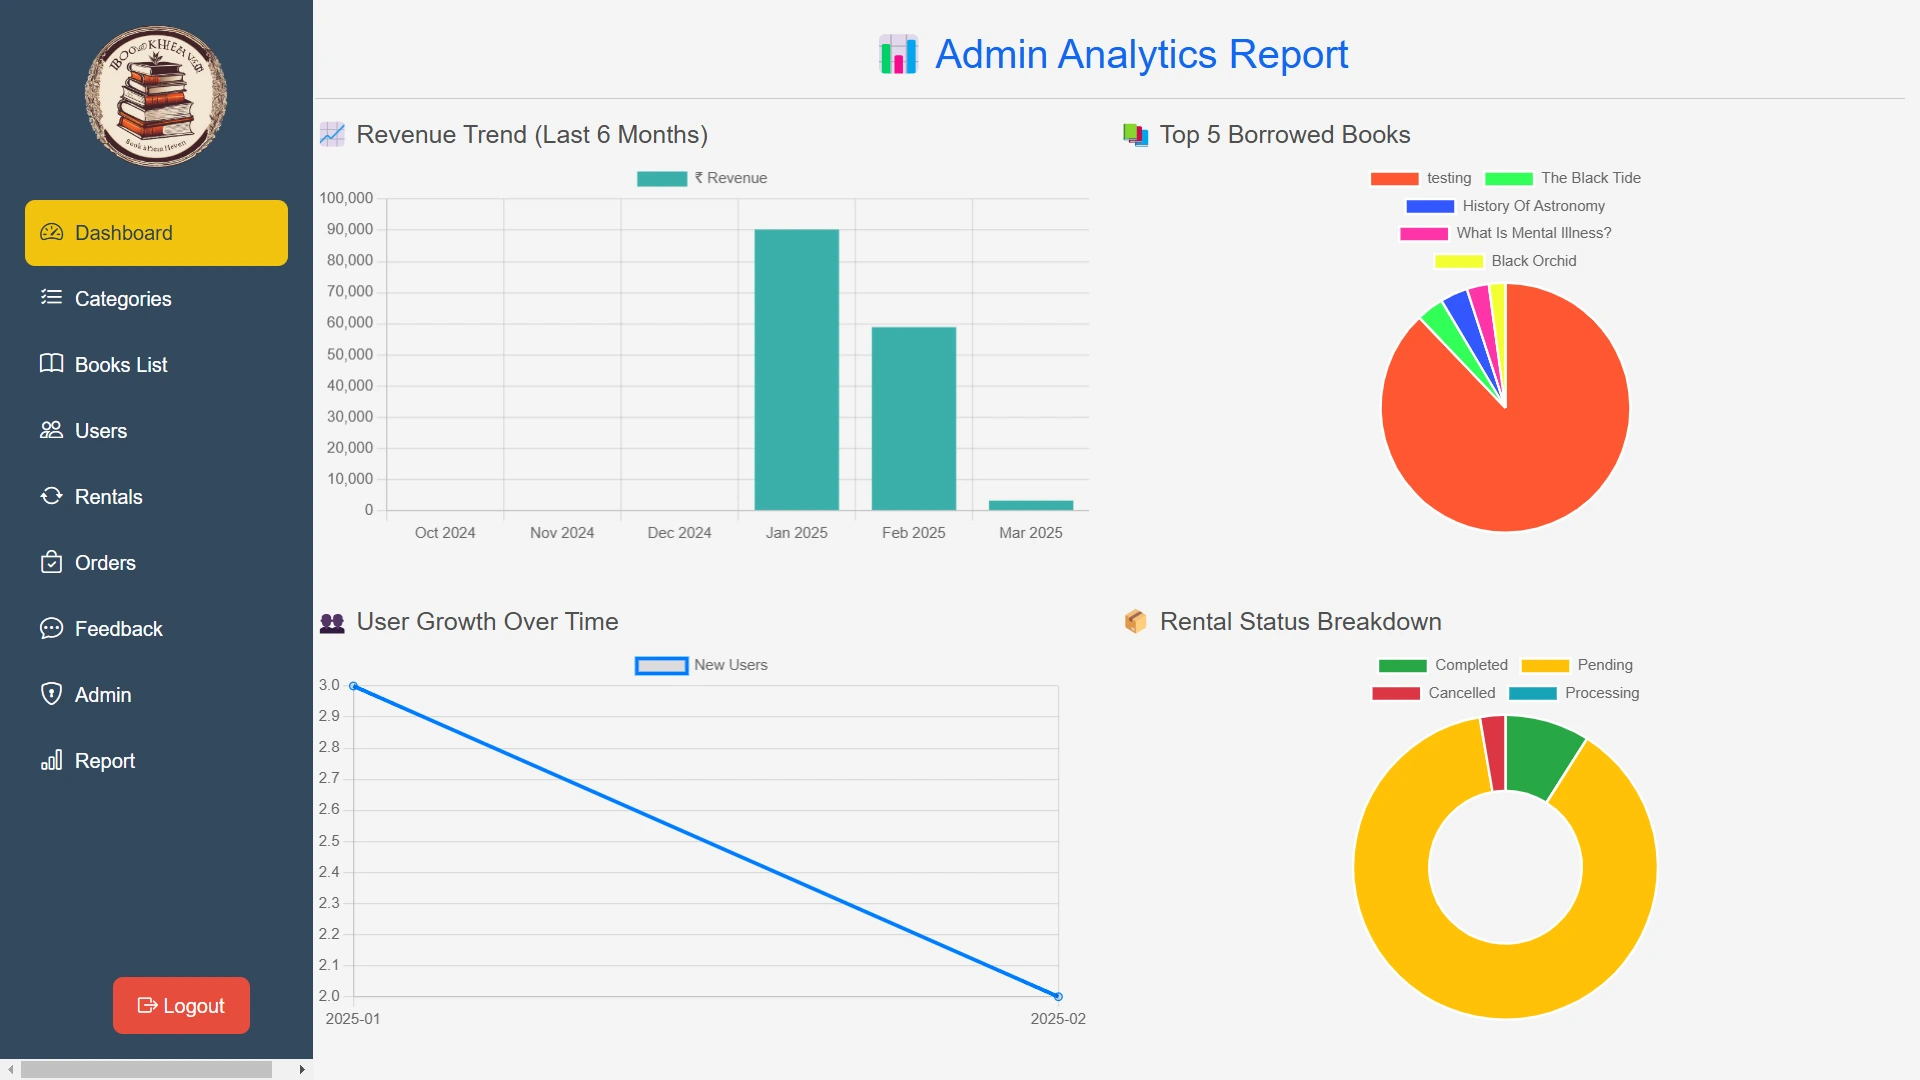 Dashboard
Categories
Books List
Users
Rentals
Orders
Feedback
Admin
Report
Logout
Admin Analytics Report
Revenue Trend (Last 6 Months)
₹ Revenue
100,000
90,000
80,000
70,000
60,000
50,000
40,000
30,000
20,000
10,000
0
Oct 2024 Nov 2024 Dec 2024 Jan 2025 Feb 2025 Mar 2025
Top 5 Borrowed Books
testing The Black Tide
History Of Astronomy
What Is Mental Illness?
Black Orchid
User Growth Over Time
New Users
3.0
2.9
2.8
2.7
2.6
2.5
2.4
2.3
2.2
2.1
2.0
2025-01 2025-02
Rental Status Breakdown
Completed Pending
Cancelled Processing